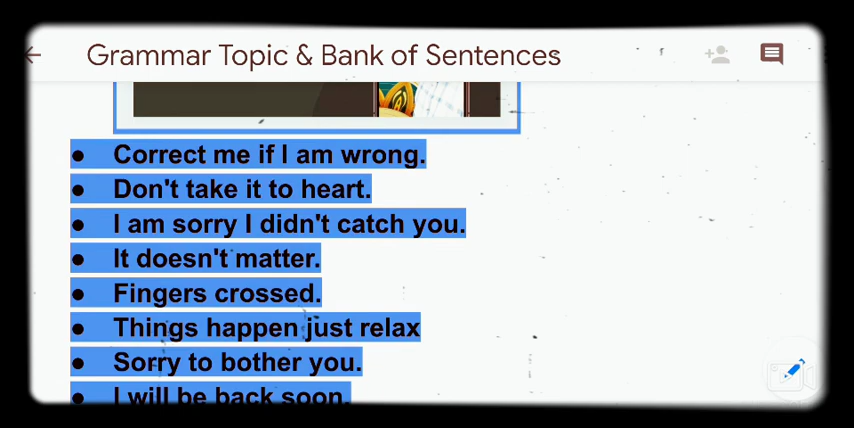 Grammar Topic & Bank of Sentences
● Correct me if I am wrong.
● Don't take it to heart.
● I am sorry I didn't catch you.
● It doesn't matter.
● Fingers crossed.
● Things happen just relax
● Sorry to bother you.
● I will be back soon.